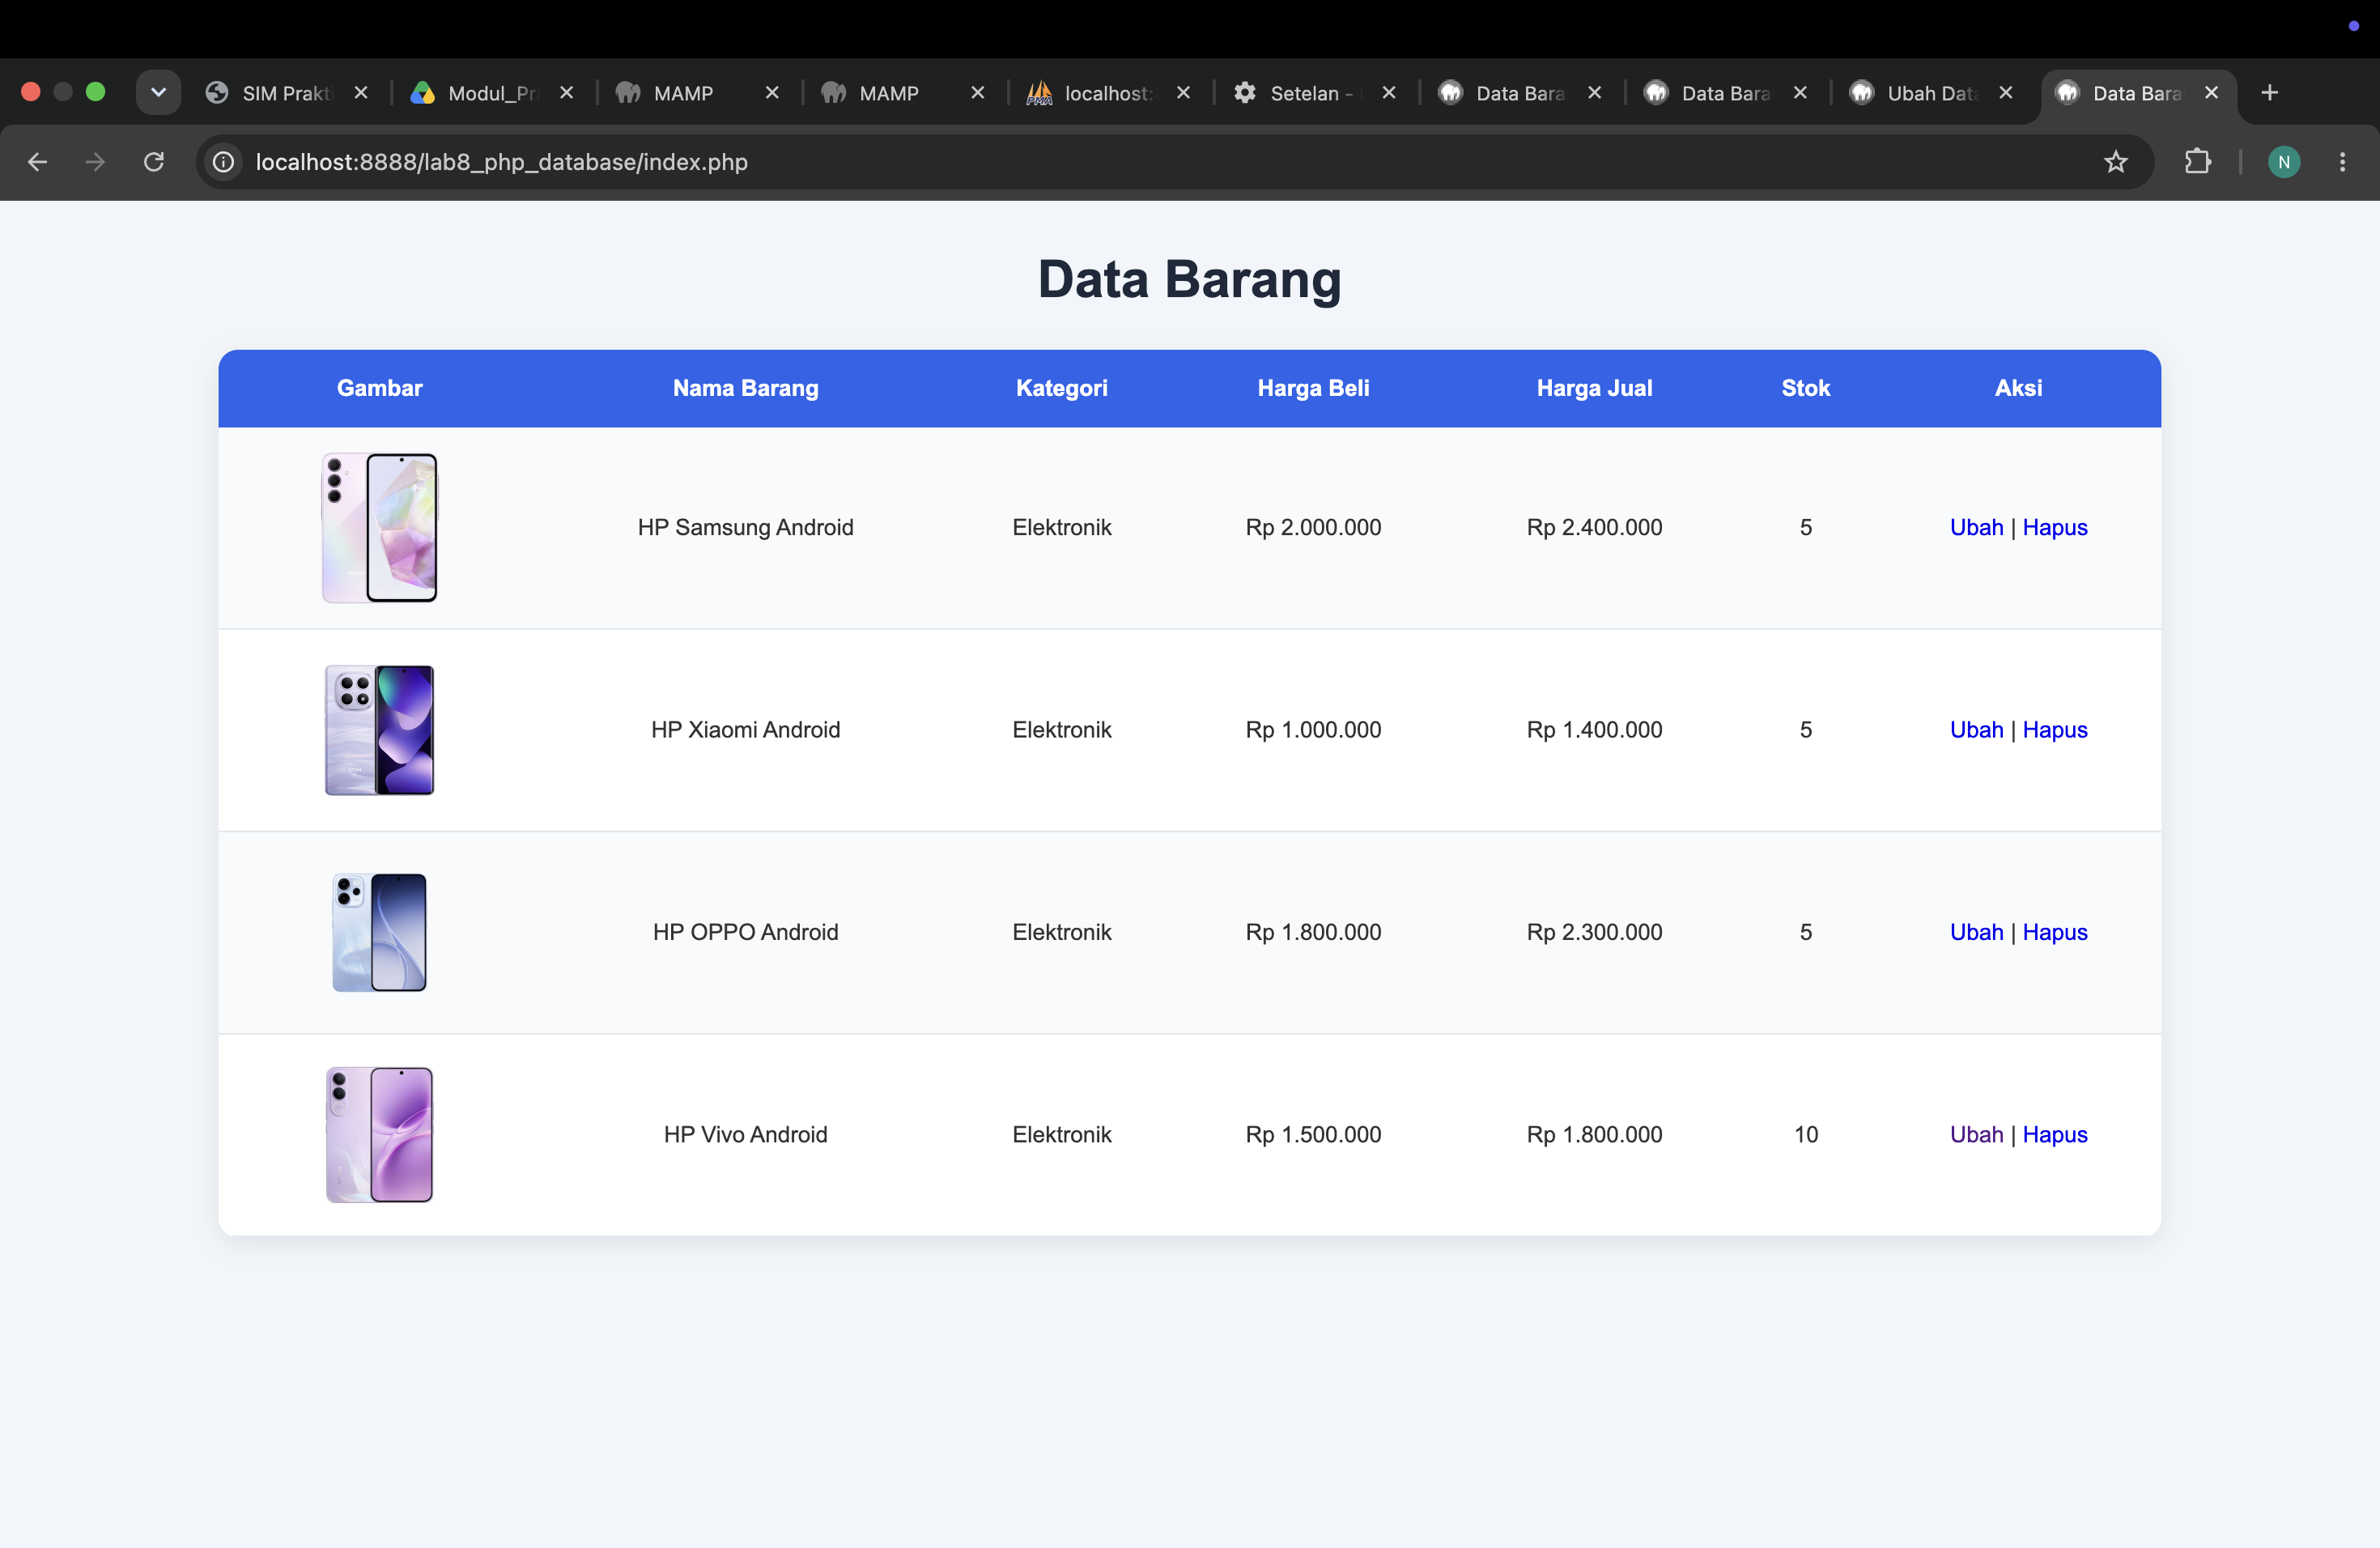 SIM Prakti
Modul_Pra
MAMP
MAMP
localhost:
Setelan -
Data Bara
Data Bara
Ubah Data
Data Bara
localhost:8888/lab8_php_database/index.php
N
Data Barang
Gambar Nama Barang Kategori Harga Beli Harga Jual Stok Aksi
HP Samsung Android Elektronik Rp 2.000.000 Rp 2.400.000 5 Ubah | Hapus
HP Xiaomi Android Elektronik Rp 1.000.000 Rp 1.400.000 5 Ubah | Hapus
HP OPPO Android Elektronik Rp 1.800.000 Rp 2.300.000 5 Ubah | Hapus
HP Vivo Android Elektronik Rp 1.500.000 Rp 1.800.000 10 Ubah | Hapus